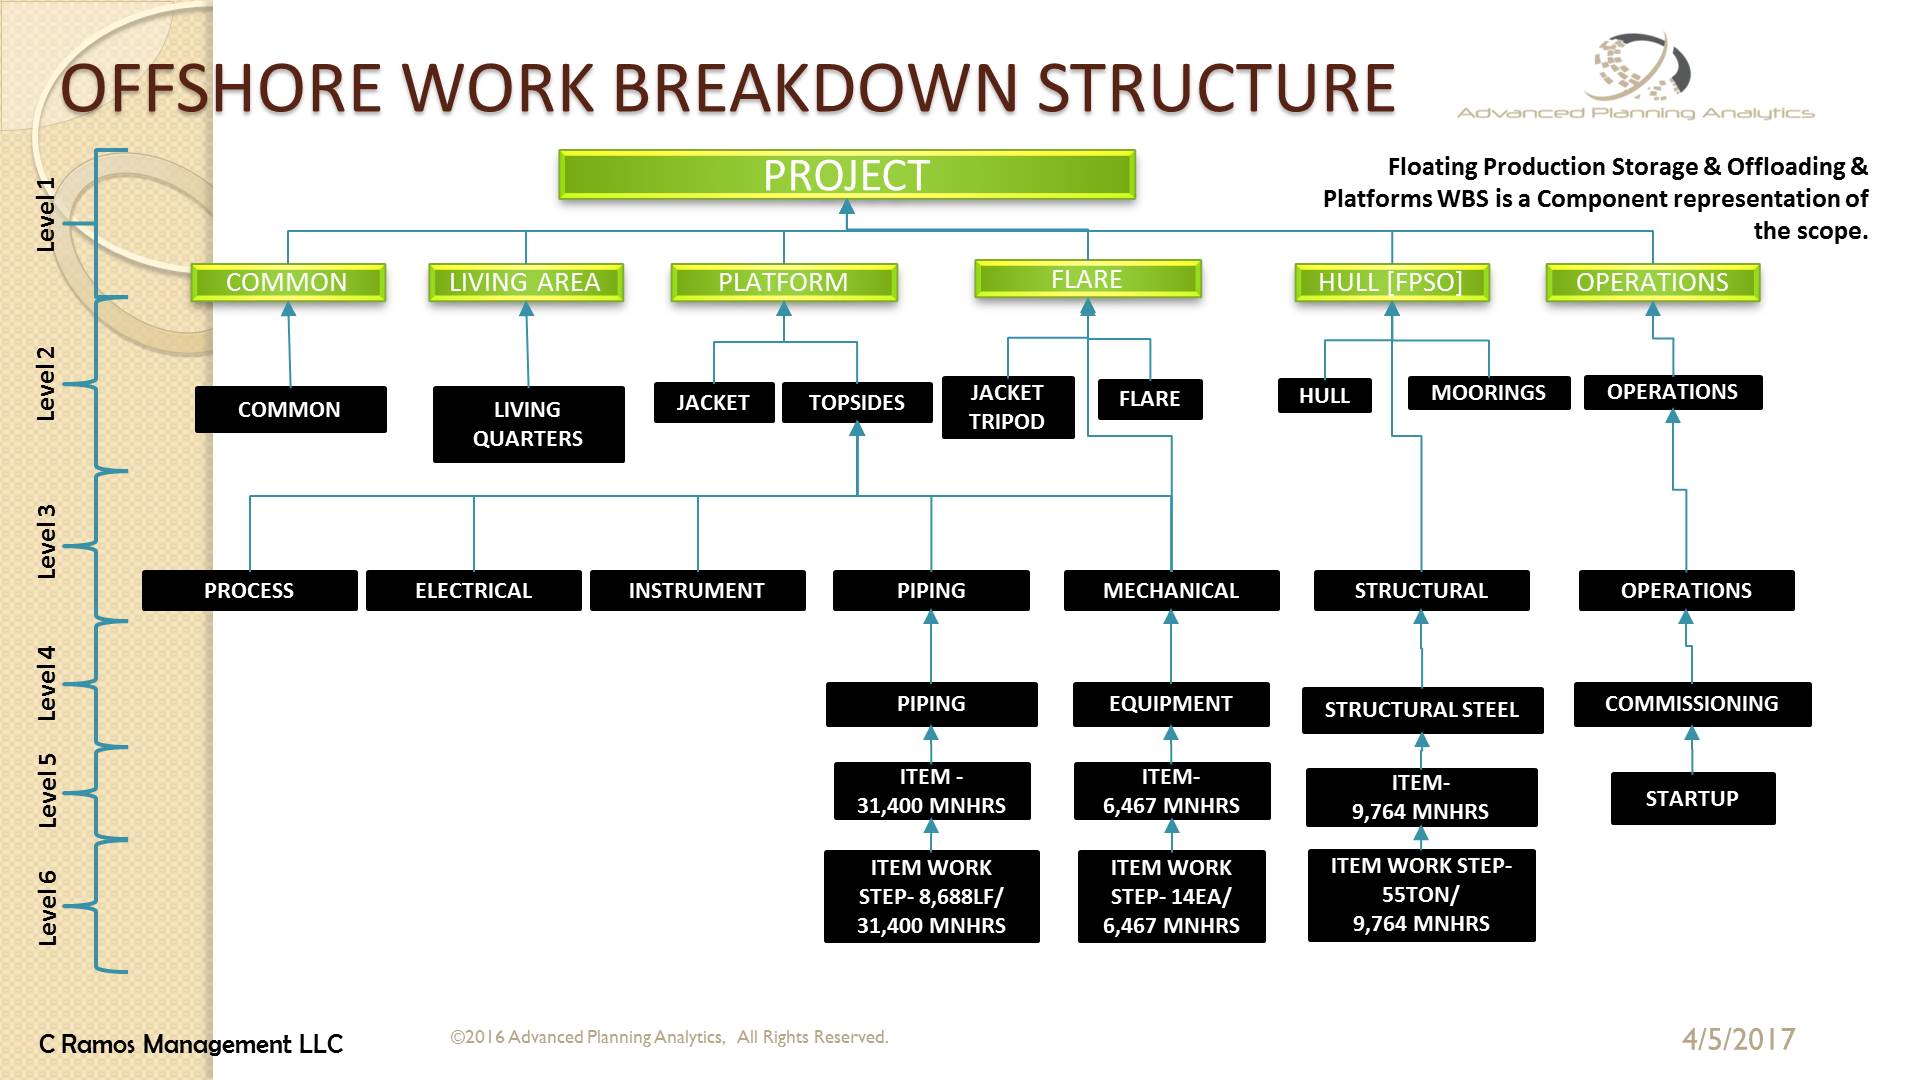 OFFSHORE WORK BREAKDOWN STRUCTURE
Advanced Planning Analytics
Floating Production Storage & Offloading &
Platforms WBS is a Component representation of
the scope.
PROJECT
Level 1
COMMON
LIVING AREA
PLATFORM
FLARE
HULL [FPSO]
OPERATIONS
Level 2
COMMON
LIVING
QUARTERS
JACKET
TOPSIDES
JACKET
TRIPOD
FLARE
HULL
MOORINGS
OPERATIONS
Level 3
PROCESS
ELECTRICAL
INSTRUMENT
PIPING
MECHANICAL
STRUCTURAL
OPERATIONS
Level 4
PIPING
EQUIPMENT
STRUCTURAL STEEL
COMMISSIONING
Level 5
ITEM -
31,400 MNHRS
ITEM-
6,467 MNHRS
ITEM-
9,764 MNHRS
STARTUP
Level 6
ITEM WORK
STEP- 8,688LF/
31,400 MNHRS
ITEM WORK
STEP- 14EA/
6,467 MNHRS
ITEM WORK STEP-
55TON/
9,764 MNHRS
C Ramos Management LLC
©2016 Advanced Planning Analytics, All Rights Reserved.
4/5/2017